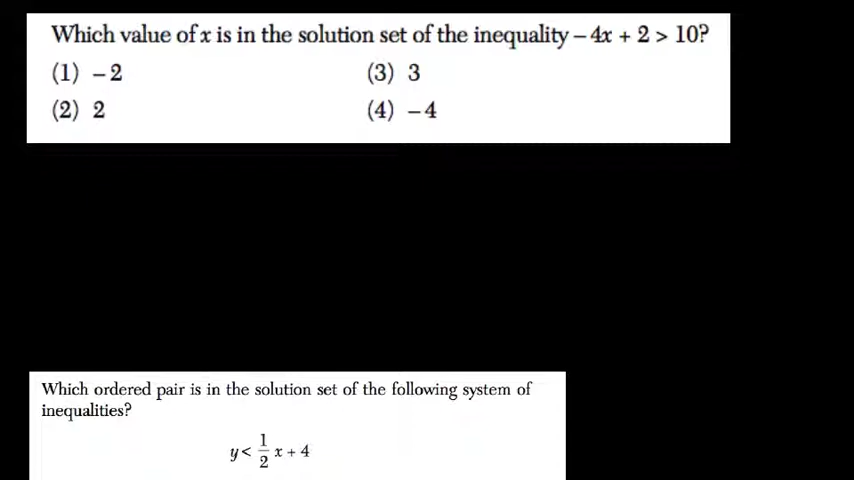 Which value of x is in the solution set of the inequality – 4x + 2 > 10?
(1) – 2 (3) 3
(2) 2 (4) – 4
Which ordered pair is in the solution set of the following system of
inequalities?
y < 1/2 x + 4